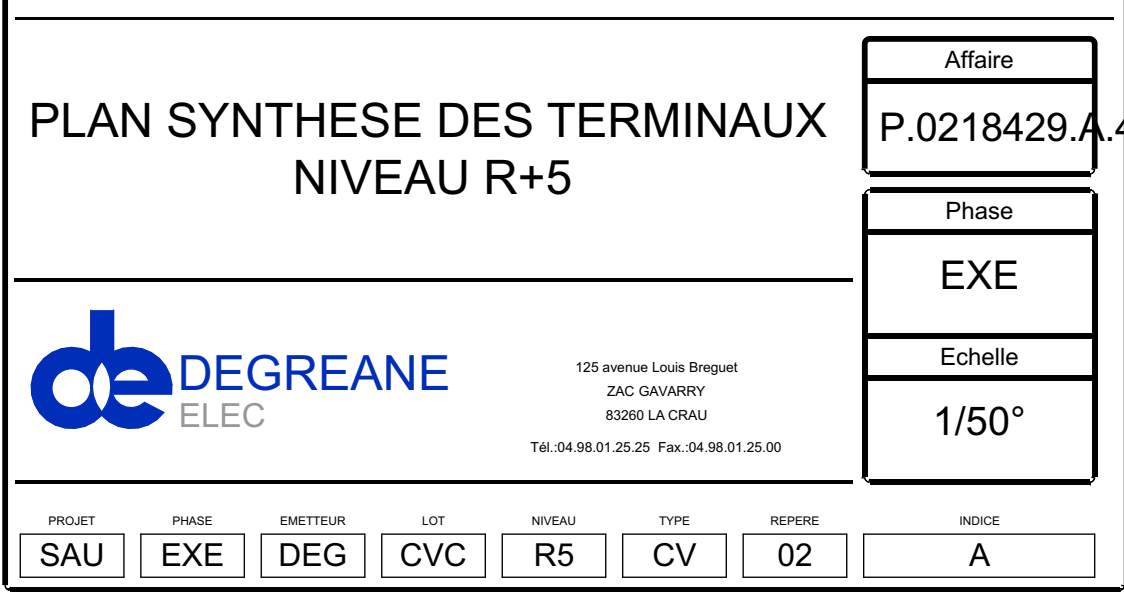 PLAN SYNTHESE DES TERMINAUX
NIVEAU R+5
Affaire
P.0218429.A.4
Phase
EXE
Echelle
1/50°
de DEGREANE
ELEC
125 avenue Louis Breguet
ZAC GAVARRY
83260 LA CRAU
Tél.:04.98.01.25.25 Fax.:04.98.01.25.00
PROJET PHASE EMETTEUR LOT NIVEAU TYPE REPERE INDICE
SAU EXE DEG CVC R5 CV 02 A